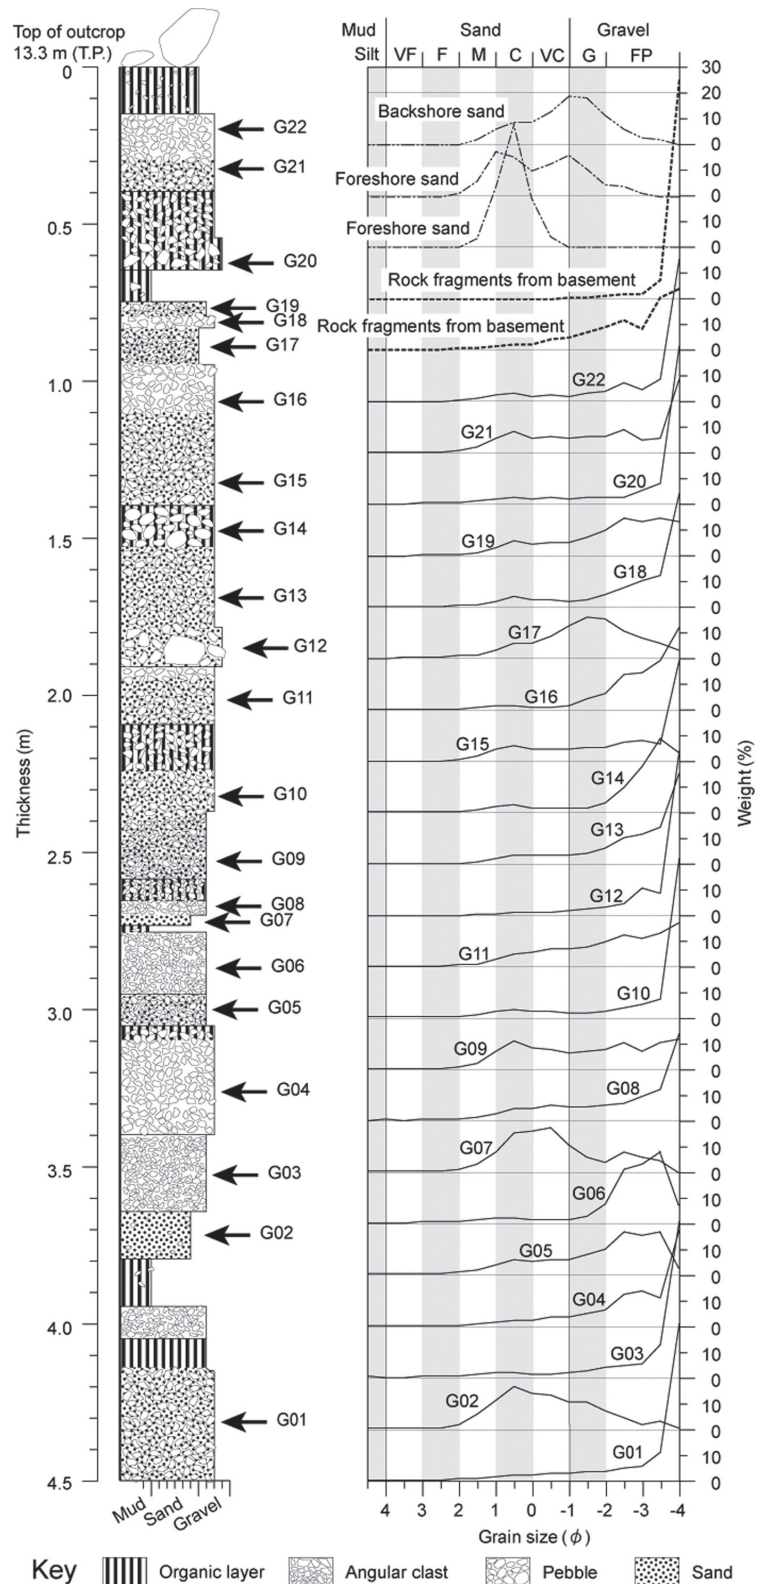 Top of outcrop
13.3 m (T.P.)
0
0.5
1.0
1.5
2.0
2.5
3.0
3.5
4.0
4.5
Thickness (m)
G22
G21
G20
G19
G18
G17
G16
G15
G14
G13
G12
G11
G10
G09
G08
G07
G06
G05
G04
G03
G02
G01
Mud Sand Gravel
Mud Sand Gravel
Silt VF F M C VC G FP
Backshore sand
Foreshore sand
Foreshore sand
Rock fragments from basement
Rock fragments from basement
G22
G21
G20
G19
G18
G17
G16
G15
G14
G13
G12
G11
G10
G09
G08
G07
G06
G05
G04
G03
G02
G01
30
20
10
0
10
0
10
0
10
0
10
0
10
0
10
0
10
0
10
0
10
0
10
0
10
0
10
0
10
0
10
0
10
0
10
0
10
0
10
0
10
0
10
0
10
0
10
0
10
0
10
0
10
0
10
0
Weight (%)
4 3 2 1 0 -1 -2 -3 -4
Grain size (ϕ)
Key Organic layer Angular clast Pebble Sand